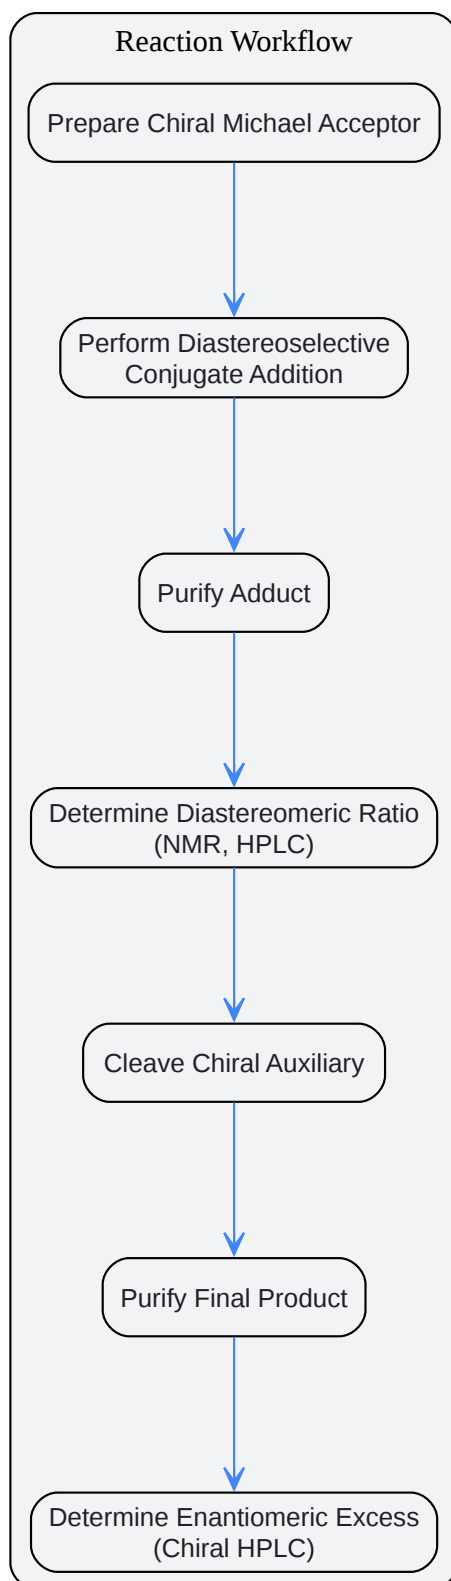 Reaction Workflow
Prepare Chiral Michael Acceptor
Perform Diastereoselective
Conjugate Addition
Purify Adduct
Determine Diastereomeric Ratio
(NMR, HPLC)
Cleave Chiral Auxiliary
Purify Final Product
Determine Enantiomeric Excess
(Chiral HPLC)